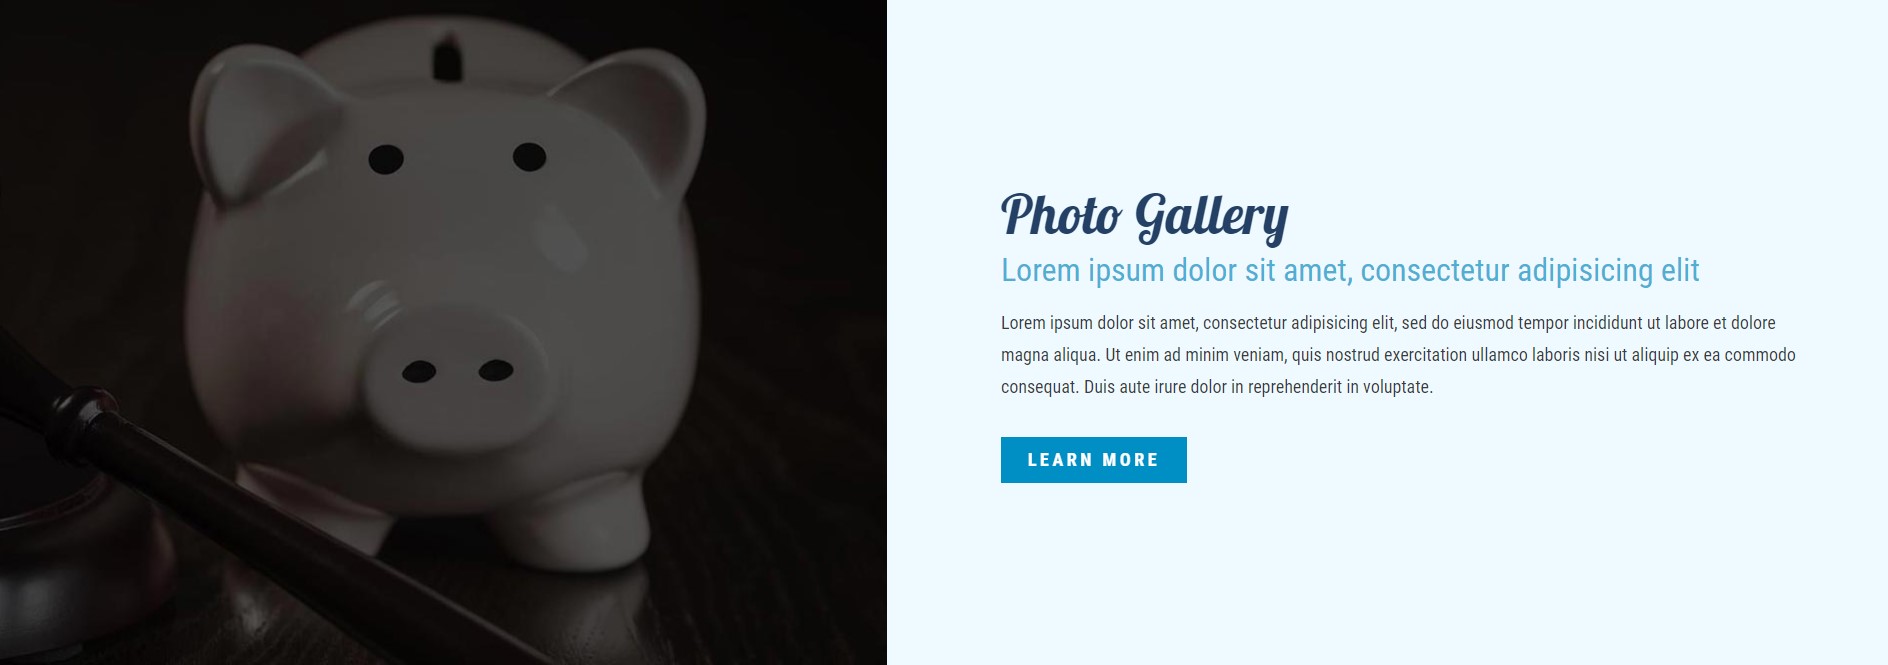 Photo Gallery
Lorem ipsum dolor sit amet, consectetur adipisicing elit
Lorem ipsum dolor sit amet, consectetur adipisicing elit, sed do eiusmod tempor incididunt ut labore et dolore
magna aliqua. Ut enim ad minim veniam, quis nostrud exercitation ullamco laboris nisi ut aliquip ex ea commodo
consequat. Duis aute irure dolor in reprehenderit in voluptate.
LEARN MORE